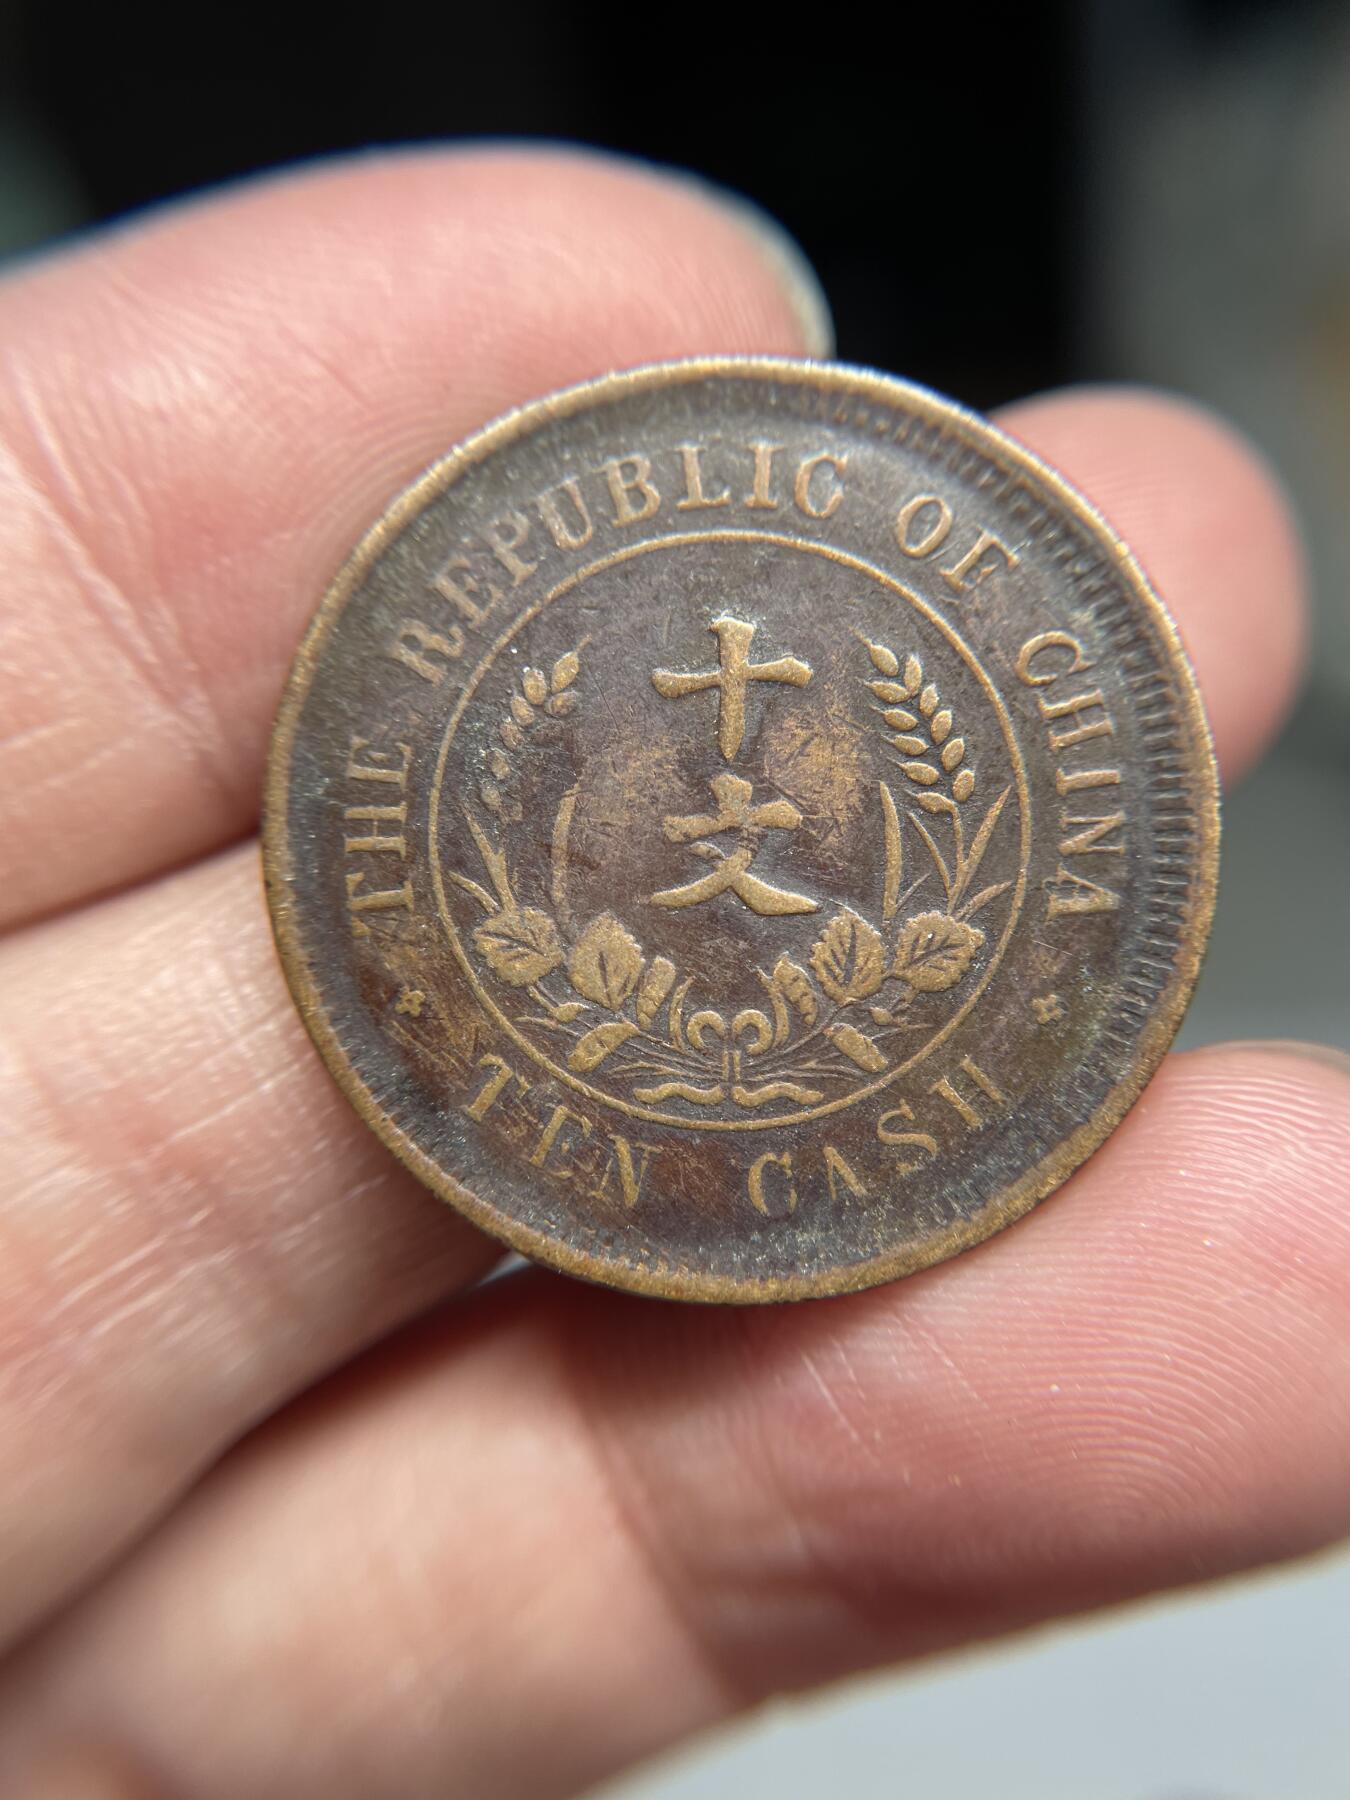 THE REPUBLIC OF CHINA
十
文
TEN CASH